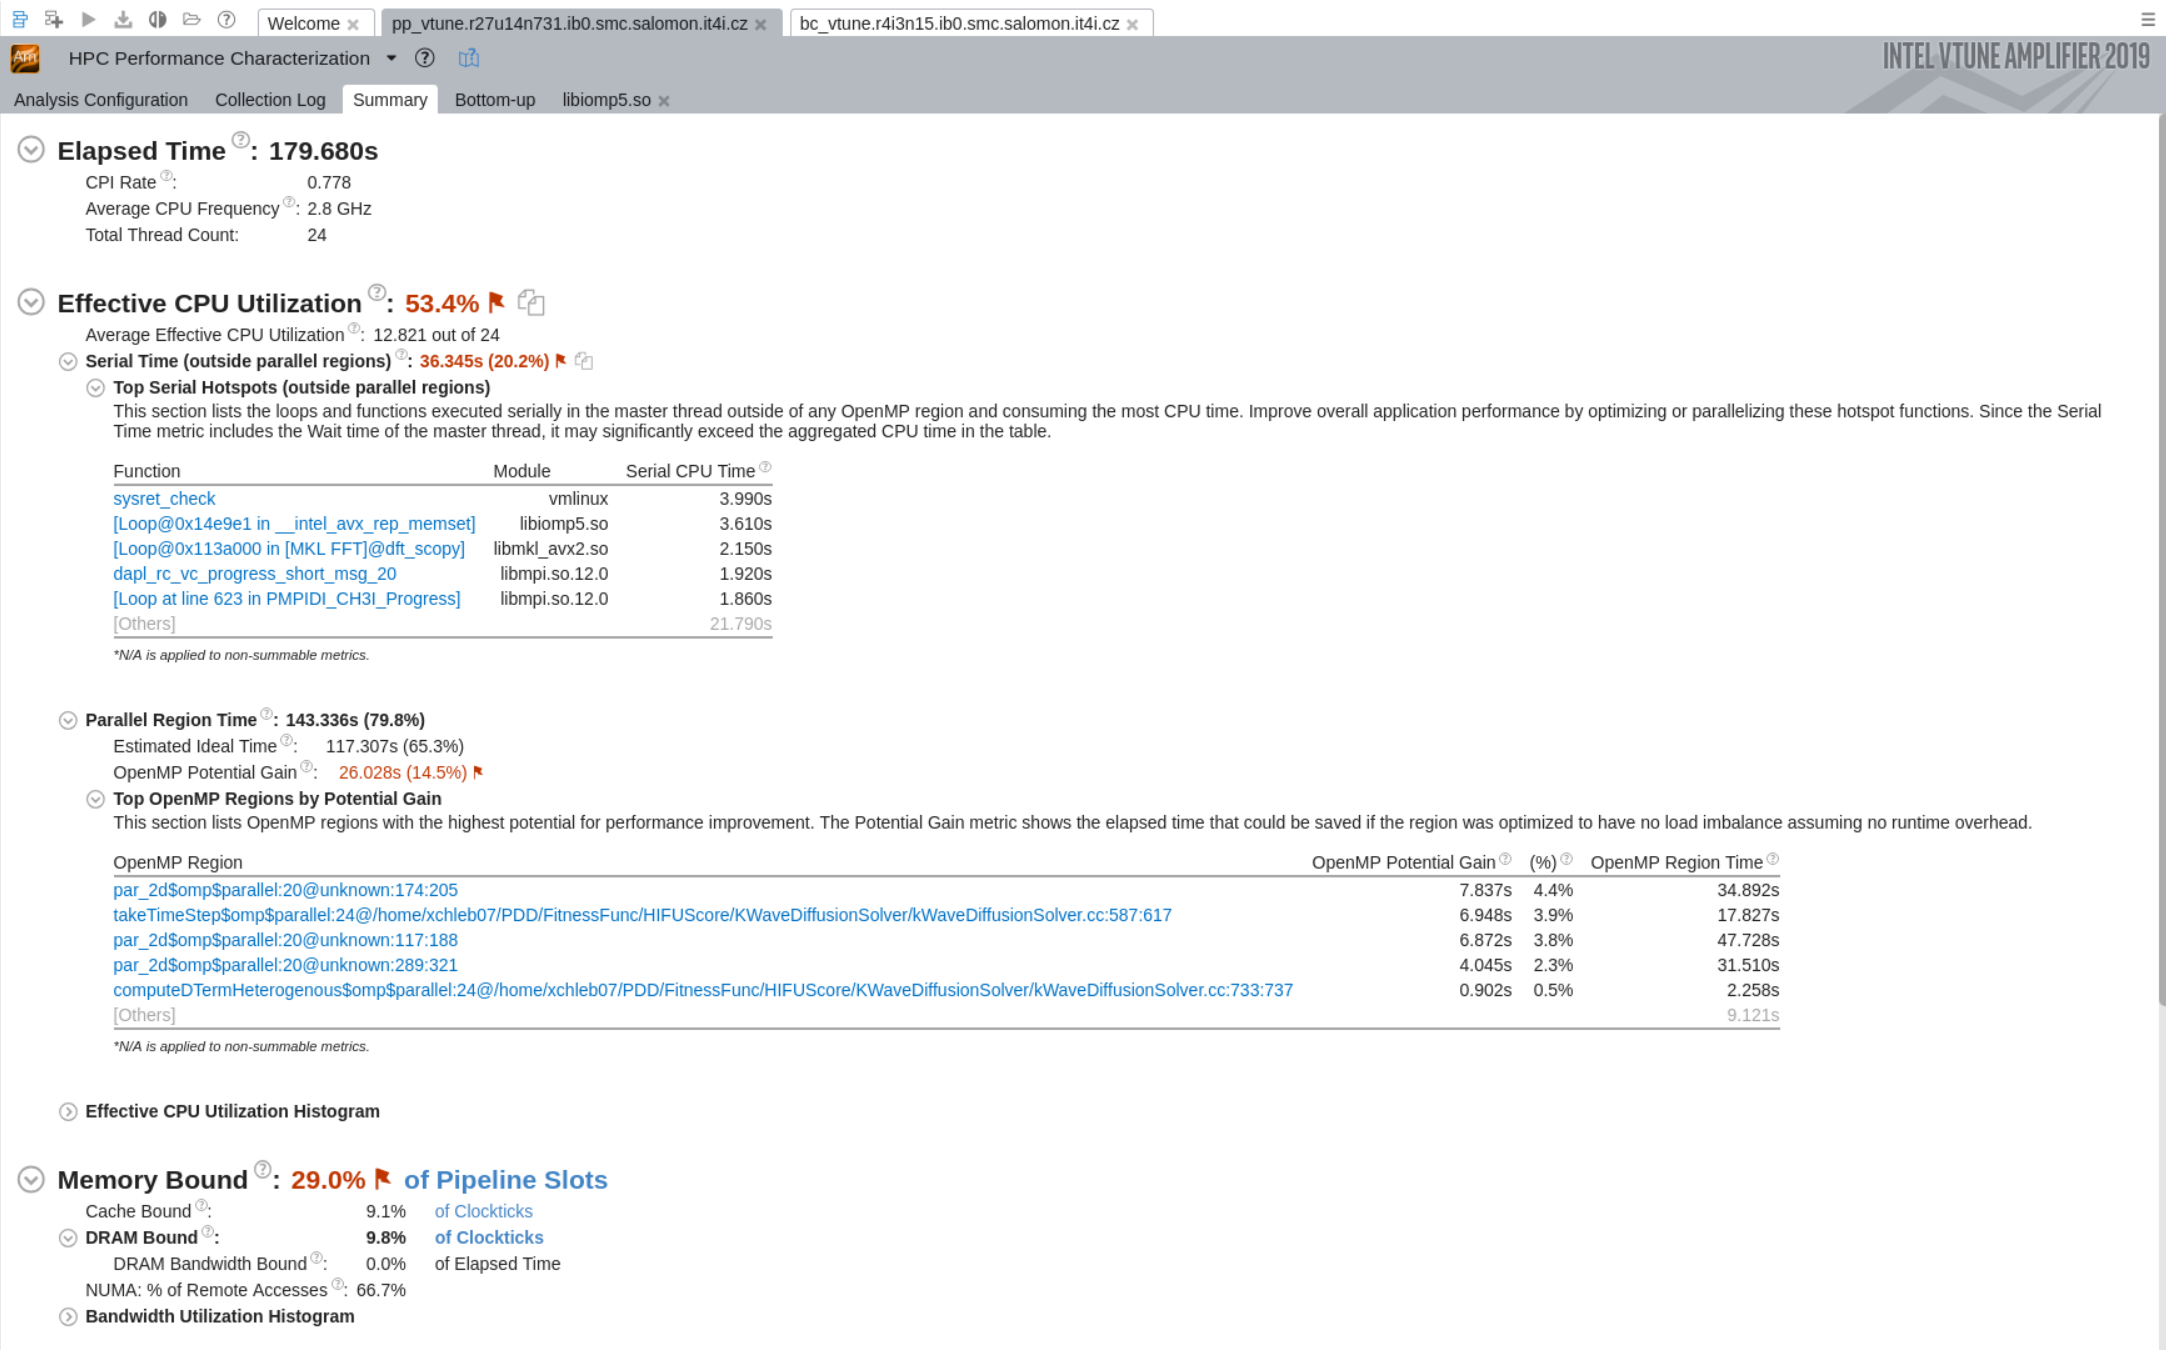 Welcome
pp_vtune.r27u14n731.ib0.smc.salomon.it4i.cz
bc_vtune.r4i3n15.ib0.smc.salomon.it4i.cz
HPC Performance Characterization
INTEL VTUNE AMPLIFIER 2019
Analysis Configuration Collection Log Summary Bottom-up libiomp5.so
Elapsed Time ?: 179.680s
CPI Rate ?: 0.778
Average CPU Frequency ?: 2.8 GHz
Total Thread Count: 24
Effective CPU Utilization ?: 53.4%
Average Effective CPU Utilization ?: 12.821 out of 24
Serial Time (outside parallel regions) ?: 36.345s (20.2%)
Top Serial Hotspots (outside parallel regions)
This section lists the loops and functions executed serially in the master thread outside of any OpenMP region and consuming the most CPU time. Improve overall application performance by optimizing or parallelizing these hotspot functions. Since the Serial
Time metric includes the Wait time of the master thread, it may significantly exceed the aggregated CPU time in the table.
Function Module Serial CPU Time ?
sysret_check vmlinux 3.990s
[Loop@0x14e9e1 in __intel_avx_rep_memset] libiomp5.so 3.610s
[Loop@0x113a000 in [MKL FFT]@dft_scopy] libmkl_avx2.so 2.150s
dapl_rc_vc_progress_short_msg_20 libmpi.so.12.0 1.920s
[Loop at line 623 in PMPIDI_CH3I_Progress] libmpi.so.12.0 1.860s
[Others] 21.790s
*N/A is applied to non-summable metrics.
Parallel Region Time ?: 143.336s (79.8%)
Estimated Ideal Time ?: 117.307s (65.3%)
OpenMP Potential Gain ?: 26.028s (14.5%)
Top OpenMP Regions by Potential Gain
This section lists OpenMP regions with the highest potential for performance improvement. The Potential Gain metric shows the elapsed time that could be saved if the region was optimized to have no load imbalance assuming no runtime overhead.
OpenMP Region OpenMP Potential Gain ? (%) ? OpenMP Region Time ?
par_2d$omp$parallel:20@unknown:174:205 7.837s 4.4% 34.892s
takeTimeStep$omp$parallel:24@/home/xchleb07/PDD/FitnessFunc/HIFUScore/KWaveDiffusionSolver/kWaveDiffusionSolver.cc:587:617 6.948s 3.9% 17.827s
par_2d$omp$parallel:20@unknown:117:188 6.872s 3.8% 47.728s
par_2d$omp$parallel:20@unknown:289:321 4.045s 2.3% 31.510s
computeDTermHeterogenous$omp$parallel:24@/home/xchleb07/PDD/FitnessFunc/HIFUScore/KWaveDiffusionSolver/kWaveDiffusionSolver.cc:733:737 0.902s 0.5% 2.258s
[Others] 9.121s
*N/A is applied to non-summable metrics.
Effective CPU Utilization Histogram
Memory Bound ?: 29.0% of Pipeline Slots
Cache Bound ?: 9.1% of Clockticks
DRAM Bound ?: 9.8% of Clockticks
DRAM Bandwidth Bound ?: 0.0% of Elapsed Time
NUMA: % of Remote Accesses ?: 66.7%
Bandwidth Utilization Histogram